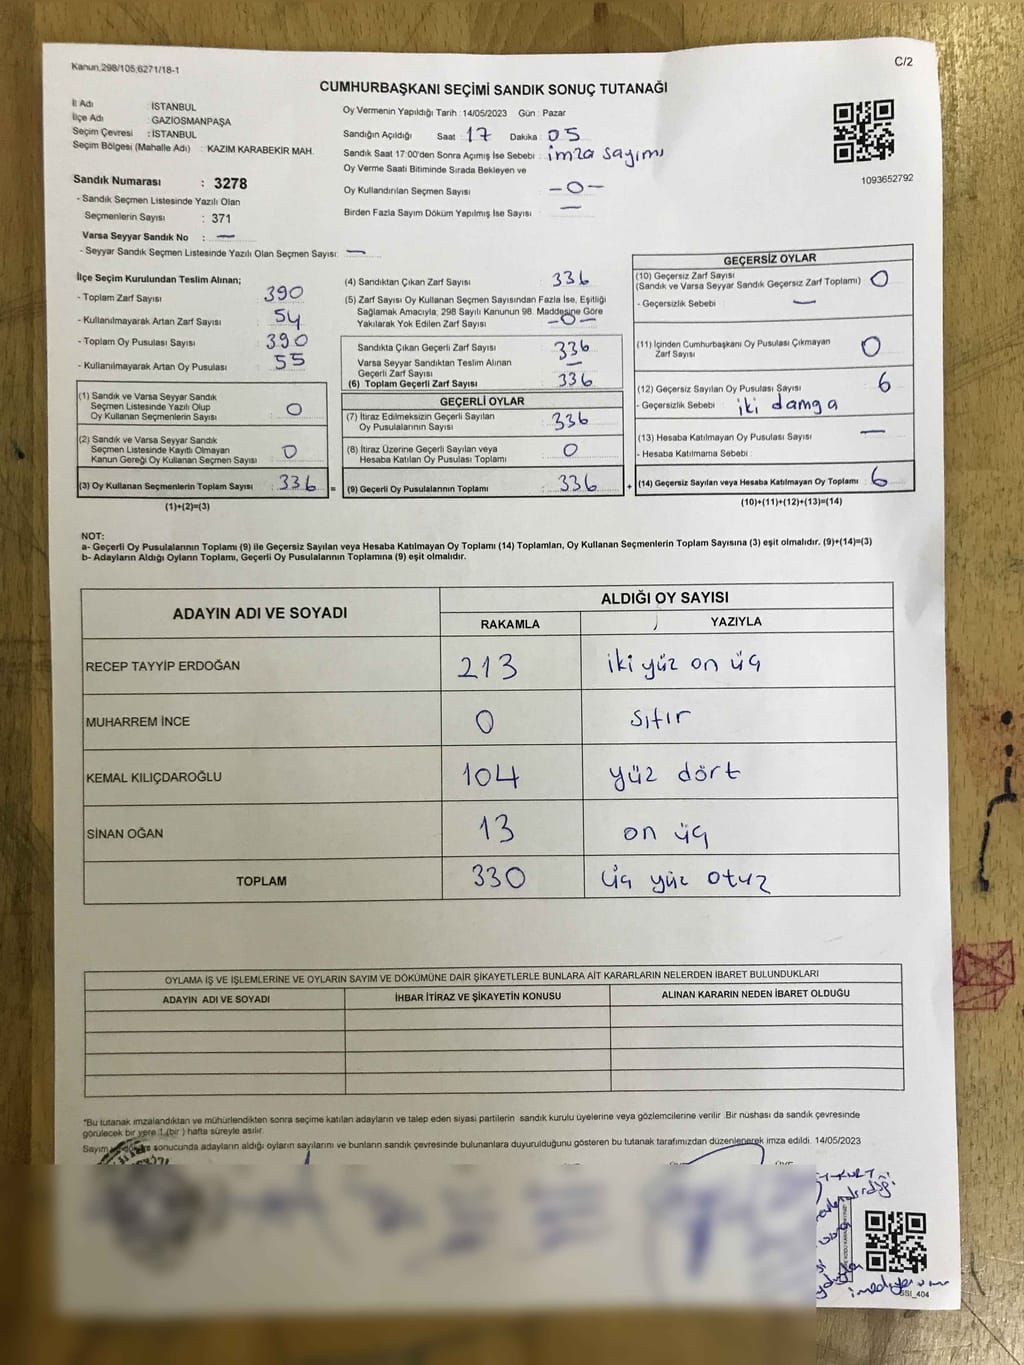 Kanun,298/105,6271/18-1
C/2
CUMHURBAŞKANI SEÇİMİ SANDIK SONUÇ TUTANAĞI
İl Adı : İSTANBUL
İlçe Adı : GAZİOSMANPAŞA
Seçim Çevresi : İSTANBUL
Seçim Bölgesi (Mahalle Adı) : KAZIM KARABEKİR MAH.
Sandık Numarası : 3278
- Sandık Seçmen Listesinde Yazılı Olan
Seçmenlerin Sayısı : 371
Varsa Seyyar Sandık No : —
- Seyyar Sandık Seçmen Listesinde Yazılı Olan Seçmen Sayısı: —
Oy Vermenin Yapıldığı Tarih : 14/05/2023 Gün : Pazar
Sandığın Açıldığı Saat : 17 Dakika : 05
Sandık Saat 17:00'den Sonra Açımış İse Sebebi : imza sayımı
Oy Verme Saati Bitiminde Sırada Bekleyen ve
Oy Kullandırılan Seçmen Sayısı : -0-
Birden Fazla Sayım Döküm Yapılmış İse Sayısı : —
1093652792
İlçe Seçim Kurulundan Teslim Alınan;
- Toplam Zarf Sayısı : 390
- Kullanılmayarak Artan Zarf Sayısı : 54
- Toplam Oy Pusulası Sayısı : 390
- Kullanılmayarak Artan Oy Pusulası : 55
(1) Sandık ve Varsa Seyyar Sandık
Seçmen Listesinde Yazılı Olup
Oy Kullanan Seçmenlerin Sayısı : 0
(2) Sandık ve Varsa Seyyar Sandık
Seçmen Listesinde Kayıtlı Olmayan
Kanun Gereği Oy Kullanan Seçmen Sayısı : 0
(3) Oy Kullanan Seçmenlerin Toplam Sayısı : 336 =
(1)+(2)=(3)
(4) Sandıktan Çıkan Zarf Sayısı : 336
(5) Zarf Sayısı Oy Kullanan Seçmen Sayısından Fazla İse, Eşitliği
Sağlamak Amacıyla; 298 Sayılı Kanunun 98. Maddesine Göre
Yakılarak Yok Edilen Zarf Sayısı : -0-
Sandıkta Çıkan Geçerli Zarf Sayısı : 336
Varsa Seyyar Sandıktan Teslim Alınan
Geçerli Zarf Sayısı : —
(6) Toplam Geçerli Zarf Sayısı : 336
GEÇERLİ OYLAR
(7) İtiraz Edilmeksizin Geçerli Sayılan
Oy Pusulalarının Sayısı : 336
(8) İtiraz Üzerine Geçerli Sayılan veya
Hesaba Katılan Oy Pusulası Toplamı : 0
(9) Geçerli Oy Pusulalarının Toplamı : 336 +
GEÇERSİZ OYLAR
(10) Geçersiz Zarf Sayısı
(Sandık ve Varsa Seyyar Sandık Geçersiz Zarf Toplamı) : 0
- Geçersizlik Sebebi : —
(11) İçinden Cumhurbaşkanı Oy Pusulası Çıkmayan
Zarf Sayısı : 0
(12) Geçersiz Sayılan Oy Pusulası Sayısı : 6
- Geçersizlik Sebebi : iki damga
(13) Hesaba Katılmayan Oy Pusulası Sayısı : —
- Hesaba Katılmama Sebebi :
(14) Geçersiz Sayılan veya Hesaba Katılmayan Oy Toplamı : 6
(10)+(11)+(12)+(13)=(14)
NOT:
a- Geçerli Oy Pusulalarının Toplamı (9) ile Geçersiz Sayılan veya Hesaba Katılmayan Oy Toplamı (14) Toplamları, Oy Kullanan Seçmenlerin Toplam Sayısına (3) eşit olmalıdır. (9)+(14)=(3)
b- Adayların Aldığı Oyların Toplamı, Geçerli Oy Pusulalarının Toplamına (9) eşit olmalıdır.
ADAYIN ADI VE SOYADI
ALDIĞI OY SAYISI
RAKAMLA YAZIYLA
RECEP TAYYİP ERDOĞAN 213 iki yüz on üç
MUHARREM İNCE 0 sıfır
KEMAL KILIÇDAROĞLU 104 yüz dört
SİNAN OĞAN 13 on üç
TOPLAM 330 üç yüz otuz
OYLAMA İŞ VE İŞLEMLERİNE VE OYLARIN SAYIM VE DÖKÜMÜNE DAİR ŞİKAYETLERLE BUNLARA AİT KARARLARIN NELERDEN İBARET BULUNDUKLARI
ADAYIN ADI VE SOYADI İHBAR İTİRAZ VE ŞİKAYETİN KONUSU ALINAN KARARIN NEDEN İBARET OLDUĞU
*Bu tutanak imzalandıktan ve mühürlendikten sonra seçime katılan adayların ve talep eden siyasi partilerin sandık kurulu üyelerine veya gözlemcilerine verilir. Bir nüshası da sandık çevresinde
görülecek bir yere 1 (bir) hafta süreyle asılır.
Sayım sonucunda adayların aldığı oyların sayılarını ve bunların sandık çevresinde bulunanlara duyurulduğunu gösteren bu tutanak tarafımızdan düzenlenerek imza edildi. 14/05/2023